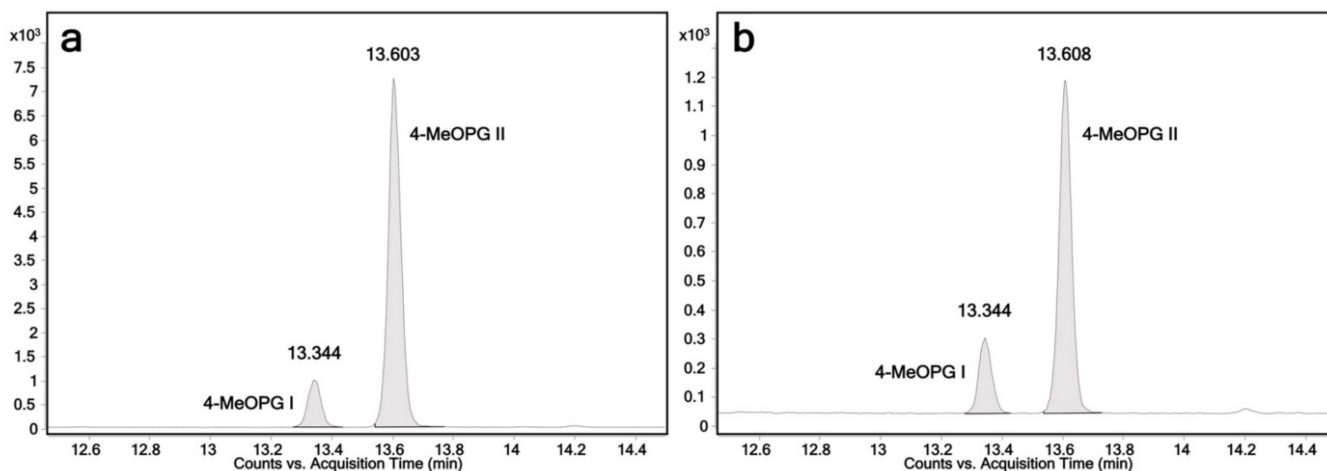 a
x10³
7.5
7
6.5
6
5.5
5
4.5
4
3.5
3
2.5
2
1.5
1
0.5
0
13.603
4-MeOPG II
13.344
4-MeOPG I
12.6 12.8 13 13.2 13.4 13.6 13.8 14 14.2 14.4
Counts vs. Acquisition Time (min)
b
x10³
1.2
1.1
1
0.9
0.8
0.7
0.6
0.5
0.4
0.3
0.2
0.1
0
13.608
4-MeOPG II
13.344
4-MeOPG I
12.6 12.8 13 13.2 13.4 13.6 13.8 14 14.2 14.4
Counts vs. Acquisition Time (min)